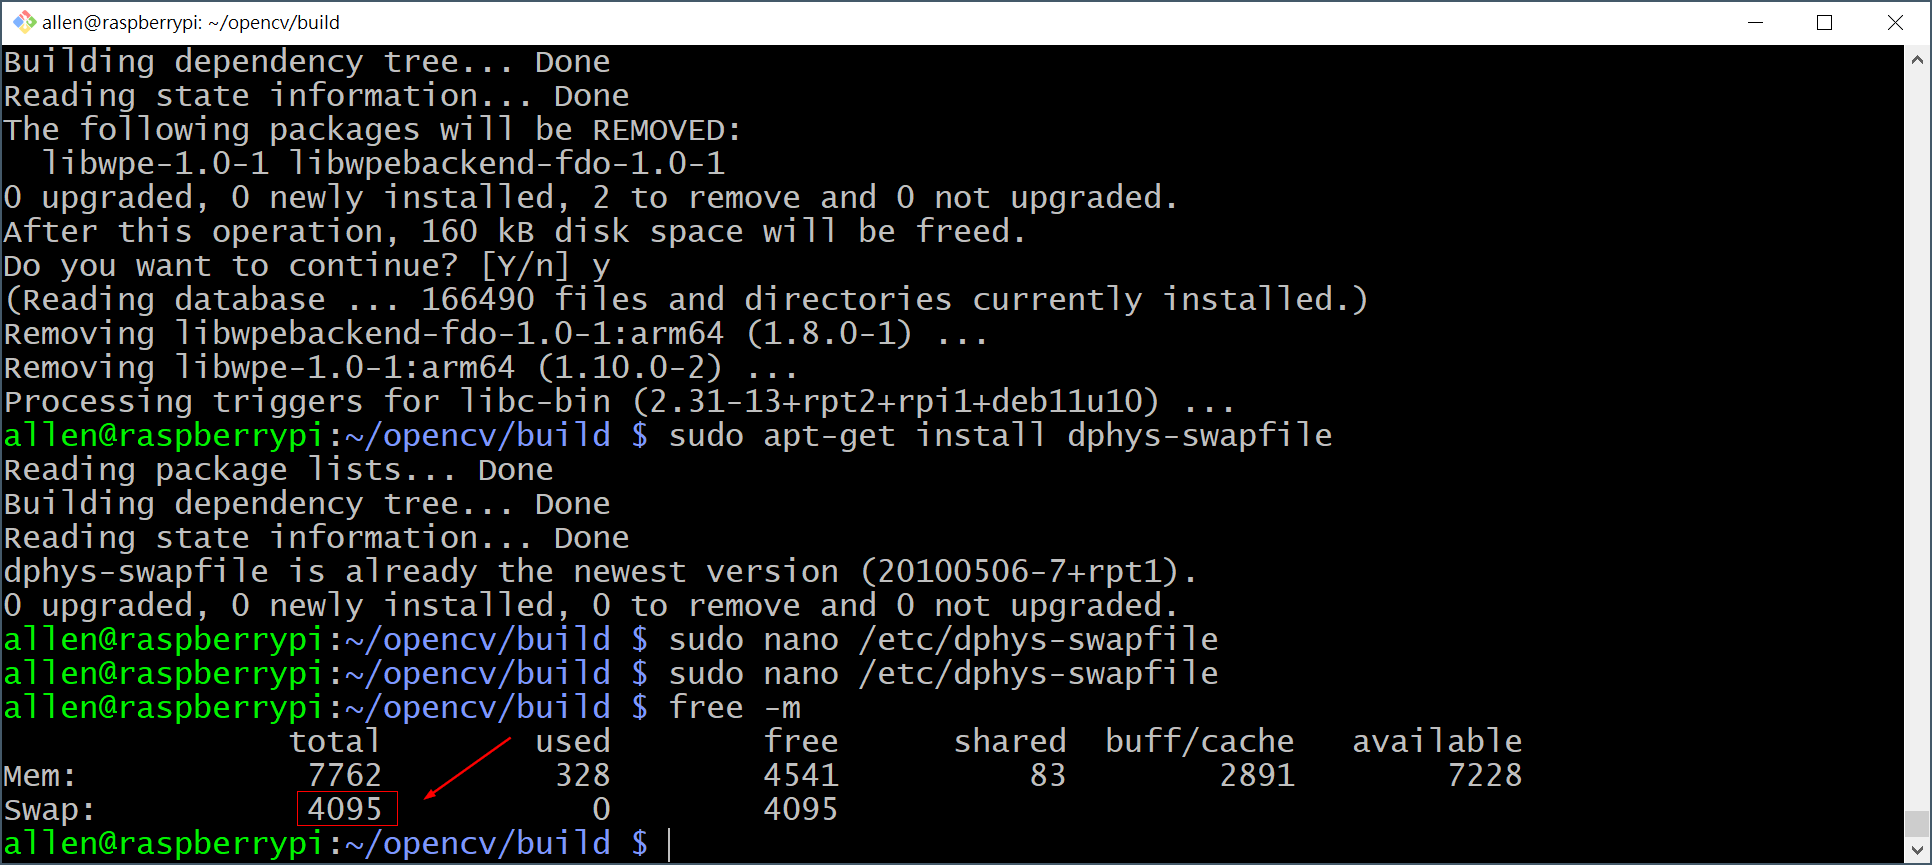 allen@raspberrypi: ~/opencv/build
Building dependency tree... Done
Reading state information... Done
The following packages will be REMOVED:
  libwpe-1.0-1 libwpebackend-fdo-1.0-1
0 upgraded, 0 newly installed, 2 to remove and 0 not upgraded.
After this operation, 160 kB disk space will be freed.
Do you want to continue? [Y/n] y
(Reading database ... 166490 files and directories currently installed.)
Removing libwpebackend-fdo-1.0-1:arm64 (1.8.0-1) ...
Removing libwpe-1.0-1:arm64 (1.10.0-2) ...
Processing triggers for libc-bin (2.31-13+rpt2+rpi1+deb11u10) ...
allen@raspberrypi:~/opencv/build $ sudo apt-get install dphys-swapfile
Reading package lists... Done
Building dependency tree... Done
Reading state information... Done
dphys-swapfile is already the newest version (20100506-7+rpt1).
0 upgraded, 0 newly installed, 0 to remove and 0 not upgraded.
allen@raspberrypi:~/opencv/build $ sudo nano /etc/dphys-swapfile
allen@raspberrypi:~/opencv/build $ sudo nano /etc/dphys-swapfile
allen@raspberrypi:~/opencv/build $ free -m
               total        used        free      shared  buff/cache   available
Mem:            7762         328        4541          83        2891        7228
Swap:           4095           0        4095
allen@raspberrypi:~/opencv/build $